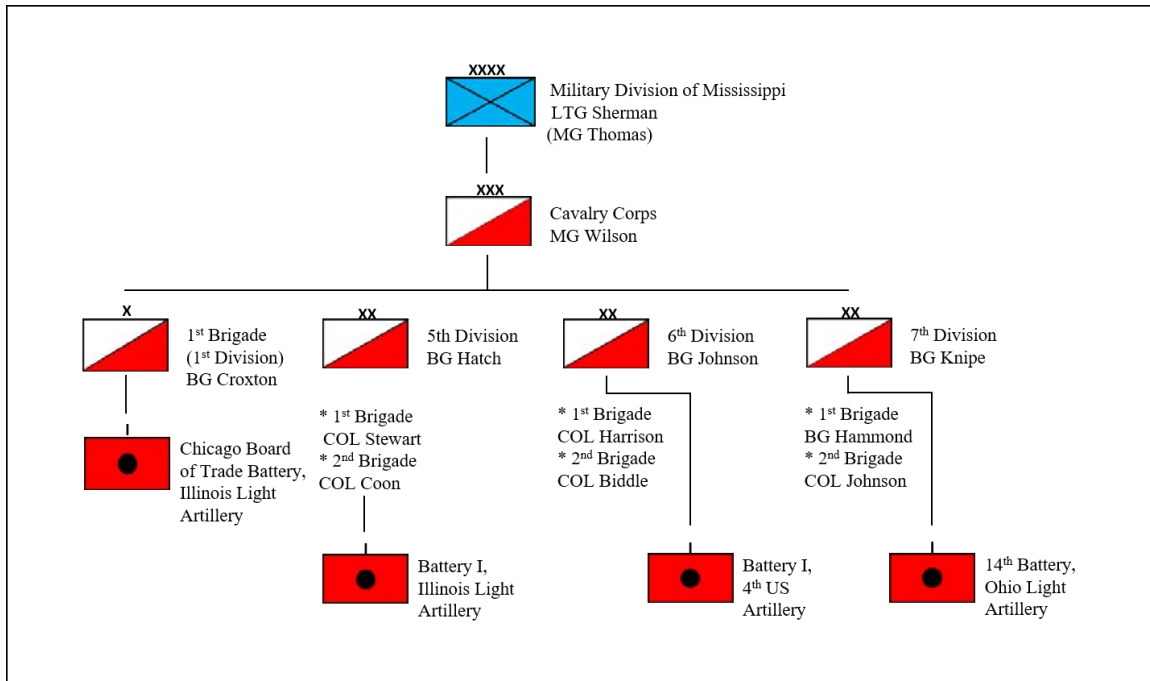 XXXX
Military Division of Mississippi
LTG Sherman
(MG Thomas)
XXX
Cavalry Corps
MG Wilson
X
1st Brigade
(1st Division)
BG Croxton
XX
5th Division
BG Hatch
XX
6th Division
BG Johnson
XX
7th Division
BG Knipe
I
Chicago Board
of Trade Battery,
Illinois Light
Artillery
* 1st Brigade
COL Stewart
* 2nd Brigade
COL Coon
* 1st Brigade
COL Harrison
* 2nd Brigade
COL Biddle
* 1st Brigade
BG Hammond
* 2nd Brigade
COL Johnson
I
Battery I,
Illinois Light
Artillery
I
Battery I,
4th US
Artillery
I
14th Battery,
Ohio Light
Artillery